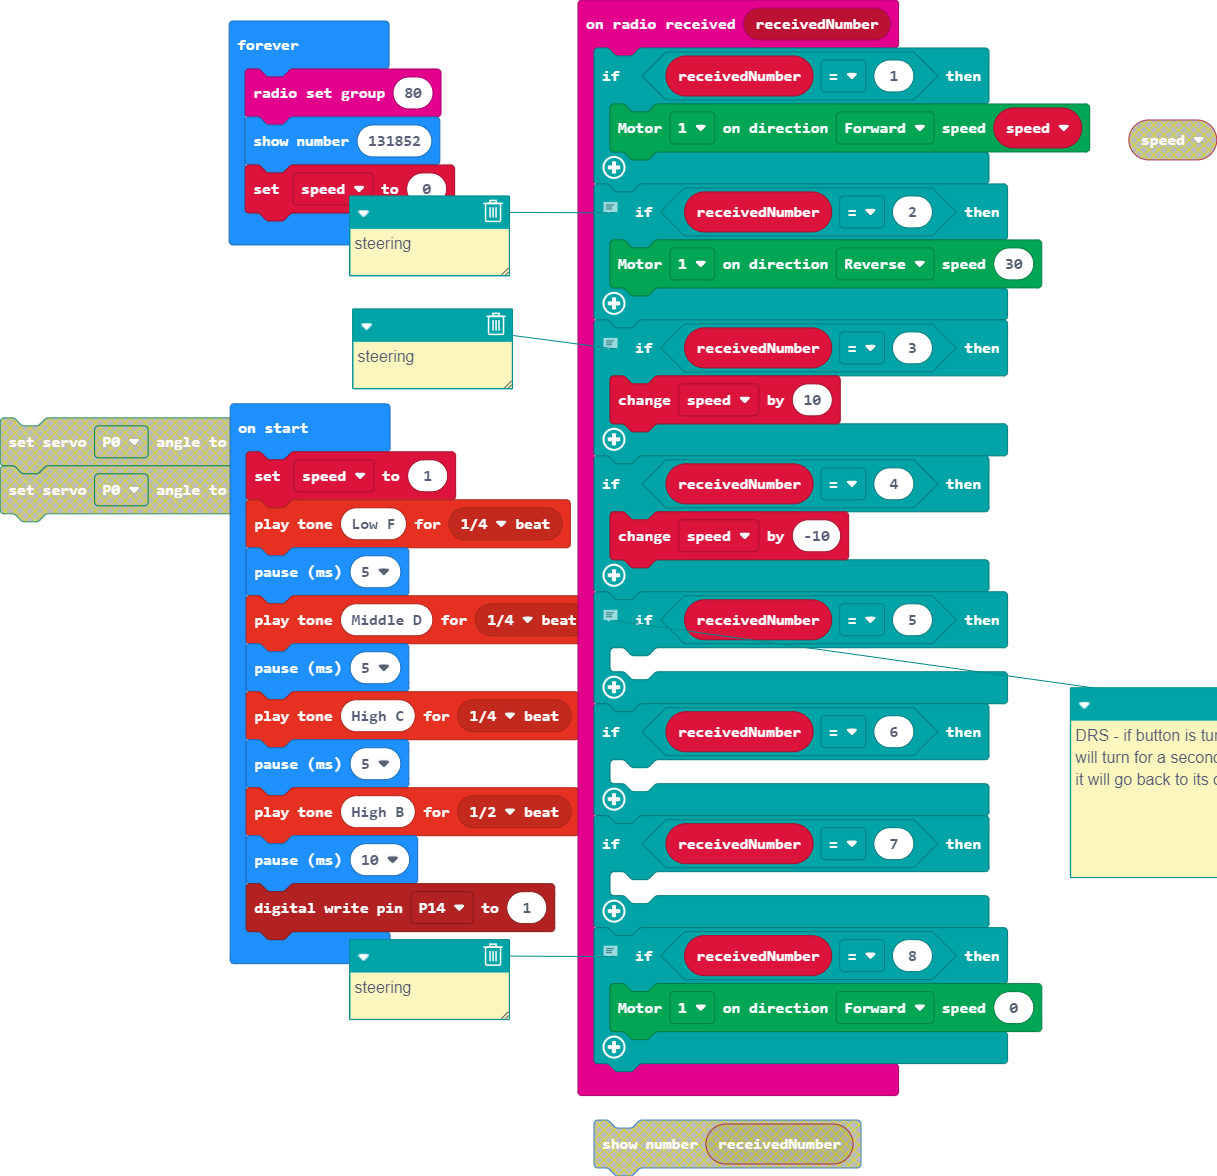 forever
radio set group 80
show number 131852
set speed to 0
steering
steering
set servo P0 angle to
set servo P0 angle to
on start
set speed to 1
play tone Low F for 1/4 beat
pause (ms) 5
play tone Middle D for 1/4 beat
pause (ms) 5
play tone High C for 1/4 beat
pause (ms) 5
play tone High B for 1/2 beat
pause (ms) 10
digital write pin P14 to 1
steering
on radio received receivedNumber
if receivedNumber = 1 then
Motor 1 on direction Forward speed speed
if receivedNumber = 2 then
Motor 1 on direction Reverse speed 30
if receivedNumber = 3 then
change speed by 10
if receivedNumber = 4 then
change speed by -10
if receivedNumber = 5 then
if receivedNumber = 6 then
if receivedNumber = 7 then
if receivedNumber = 8 then
Motor 1 on direction Forward speed 0
show number receivedNumber
speed
DRS - if button is tur
will turn for a second
it will go back to its